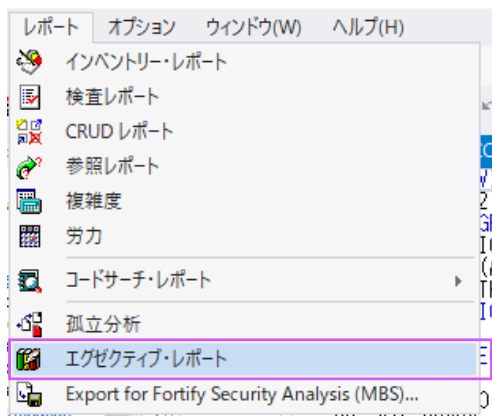 レポート オプション ウィンドウ(W) ヘルプ(H)
インベントリー・レポート
検査レポート
CRUD レポート
参照レポート
複雑度
労力
コードサーチ・レポート
孤立分析
エグゼクティブ・レポート
Export for Fortify Security Analysis (MBS)...